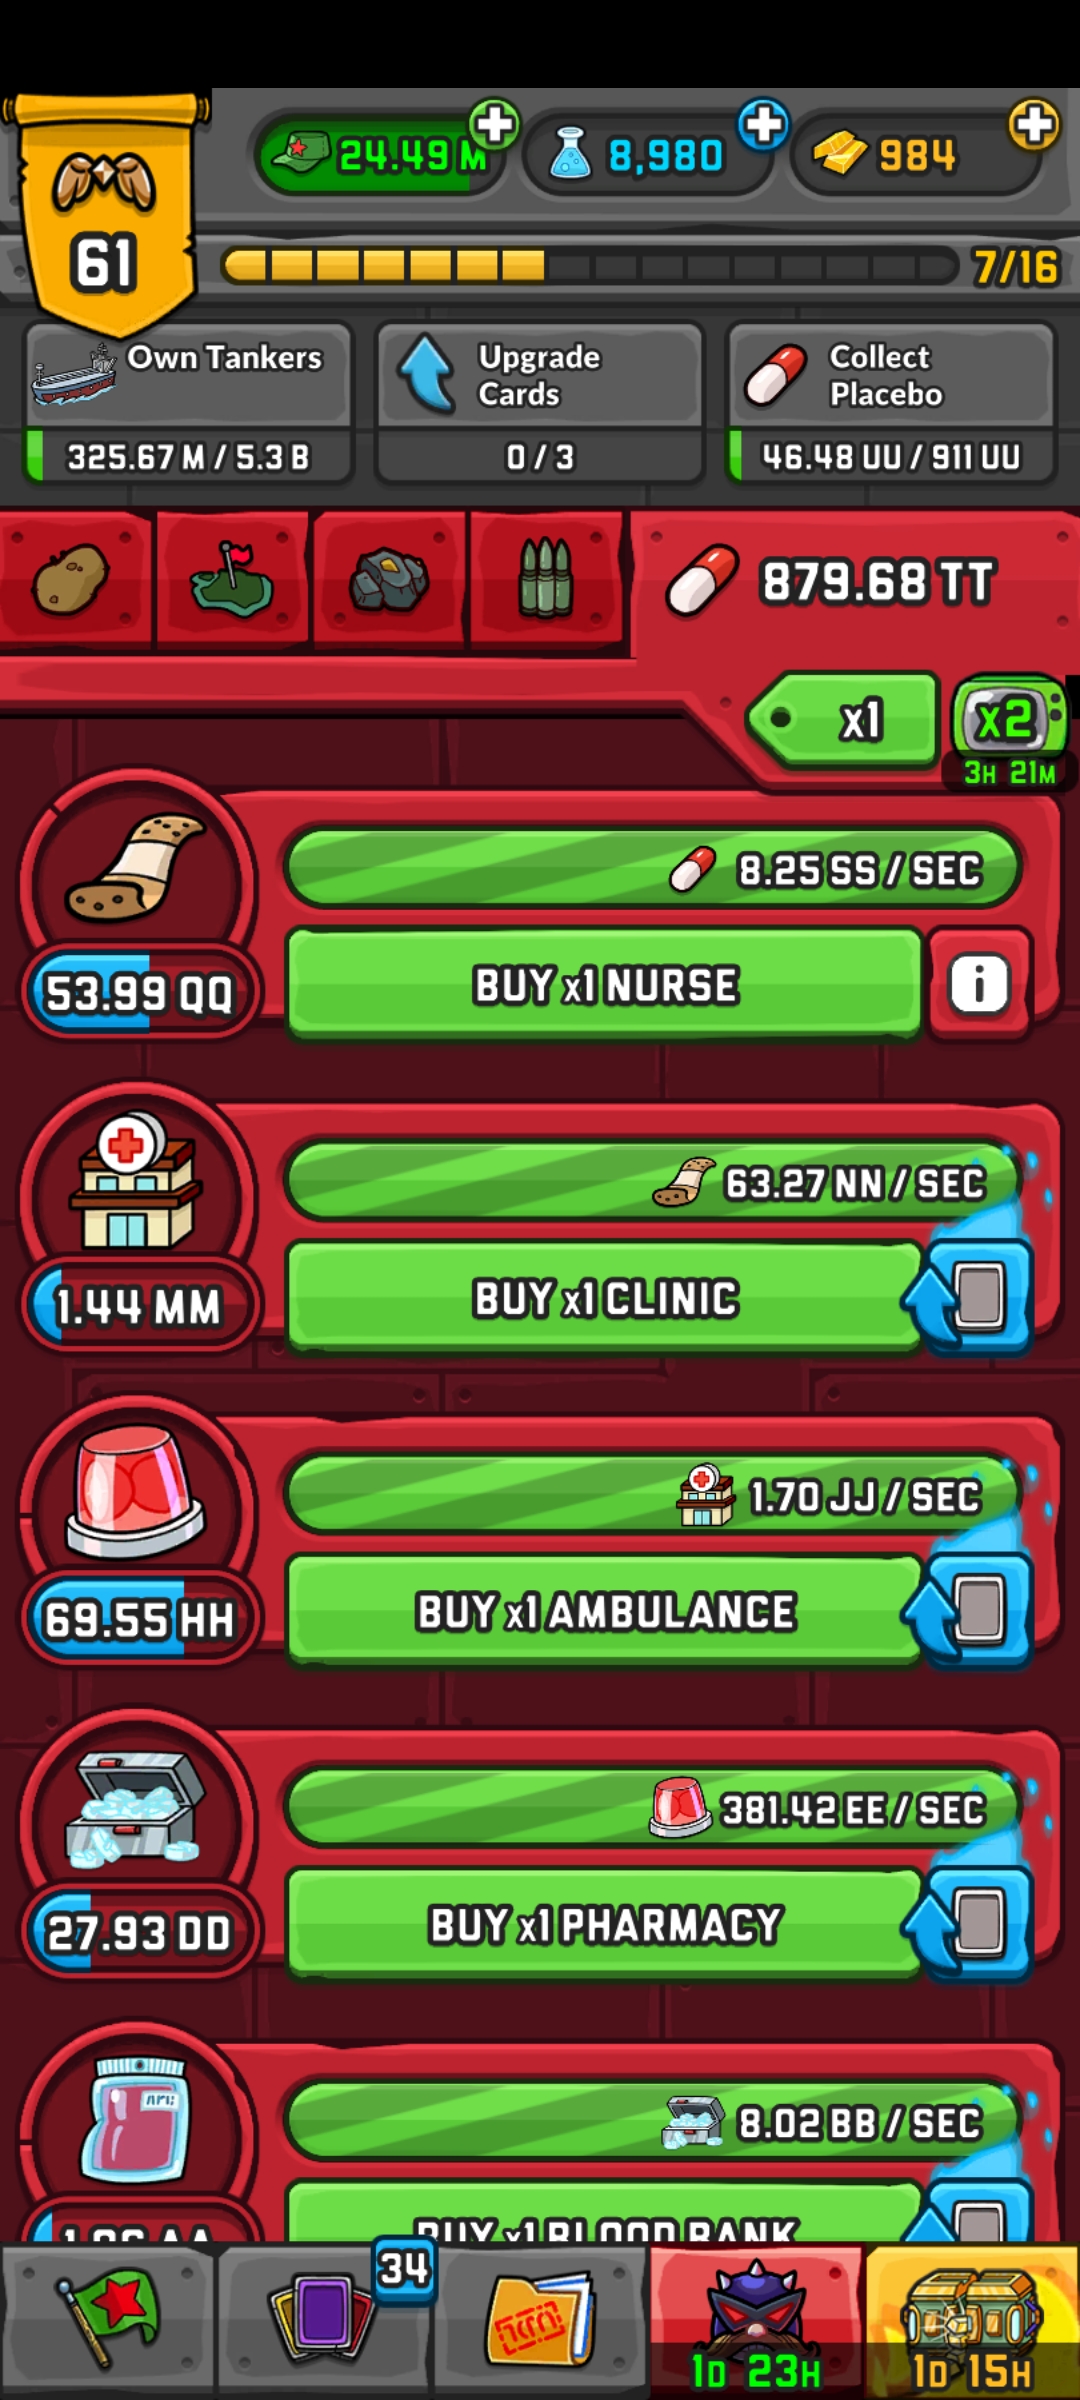 24.49 M
8,980
984
61
7/16
Own Tankers
325.67 M / 5.3 B
Upgrade
Cards
0 / 3
Collect
Placebo
46.48 UU / 911 UU
879.68 TT
x1
x2
3H 21M
8.25 SS / SEC
53.99 QQ
BUY x1 NURSE
i
63.27 NN / SEC
1.44 MM
BUY x1 CLINIC
1.70 JJ / SEC
69.55 HH
BUY x1 AMBULANCE
381.42 EE / SEC
27.93 DD
BUY x1 PHARMACY
8.02 BB / SEC
BUY x1 BLOOD BANK
34
1D 23H
1D 15H